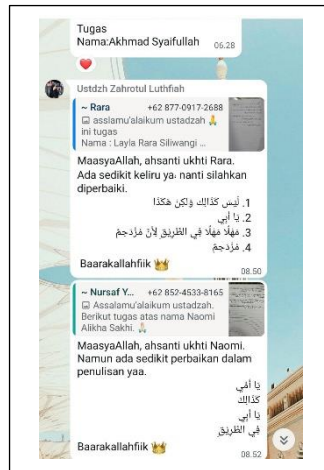 Tugas
Nama:Akhmad Syaifullah 06.28
Ustdzh Zahrotul Luthfiah
~ Rara +62 877-0917-2688
asslamu'alaikum ustadzah
ini tugas
Nama : Layla Rara Siliwangi ...
MaasyaAllah, ahsanti ukhti Rara.
Ada sedikit keliru ya, nanti silahkan
diperbaiki.
1. لَيْسَ كَذَالِك وَلكِنْ هَكَذَا
2. يَا أَبِي
3. مَهْلًا مَهْلًا فِي الطَّرِيْقِ لِأَنَّ مُزْدَحِمٌ
4. مُزْدَحِمٌ
Baarakallahfiik 08.50
~ Nursaf Y... +62 852-4533-8165
Assalamu'alaikum ustadzah.
Berikut tugas atas nama Naomi
Alikha Sakhi.
MaasyaAllah, ahsanti ukhti Naomi.
Namun ada sedikit perbaikan dalam
penulisan yaa.
يَا أُمِّي
كَذَالِكَ
يَا أَبِي
فِي الطَّرِيْقِ
Baarakallahfiik 08.52